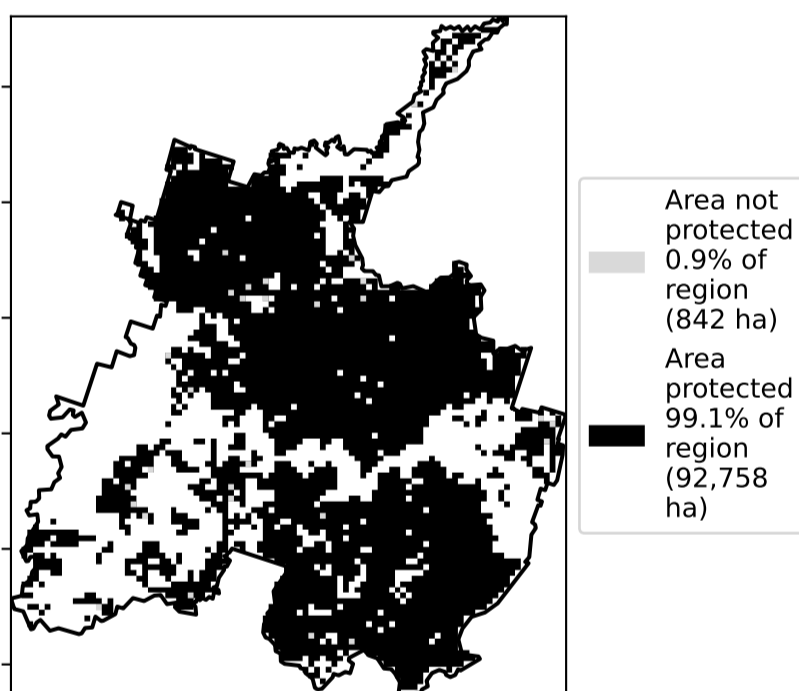 Area not
protected
0.9% of
region
(842 ha)
Area
protected
99.1% of
region
(92,758
ha)